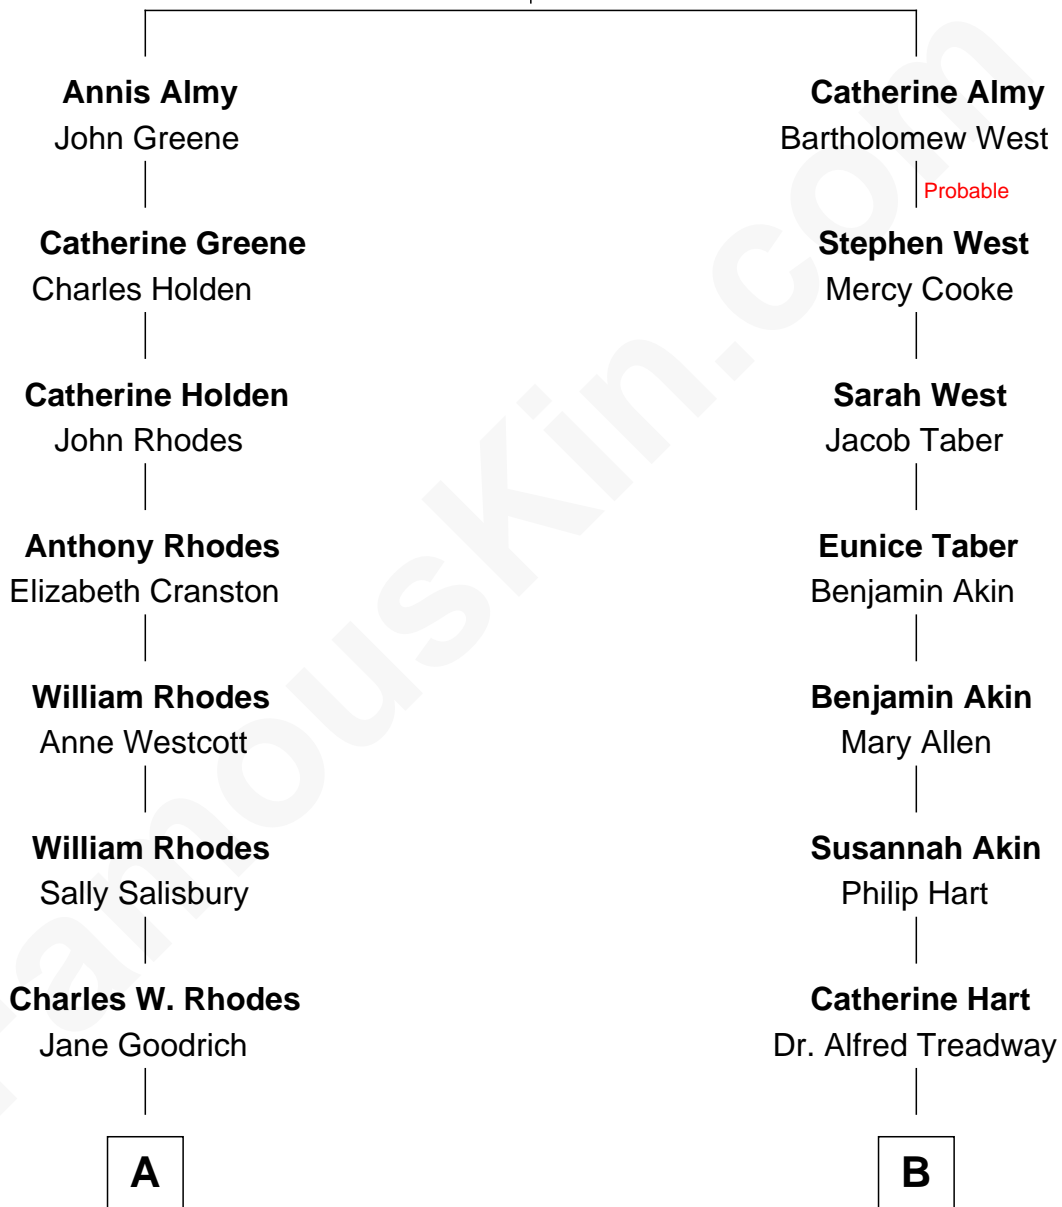 Annis Almy
John Greene
Catherine Greene
Charles Holden
Catherine Holden
John Rhodes
Anthony Rhodes
Elizabeth Cranston
William Rhodes
Anne Westcott
William Rhodes
Sally Salisbury
Charles W. Rhodes
Jane Goodrich
A
Catherine Almy
Bartholomew West
Probable
Stephen West
Mercy Cooke
Sarah West
Jacob Taber
Eunice Taber
Benjamin Akin
Benjamin Akin
Mary Allen
Susannah Akin
Philip Hart
Catherine Hart
Dr. Alfred Treadway
B
FamousKin.com